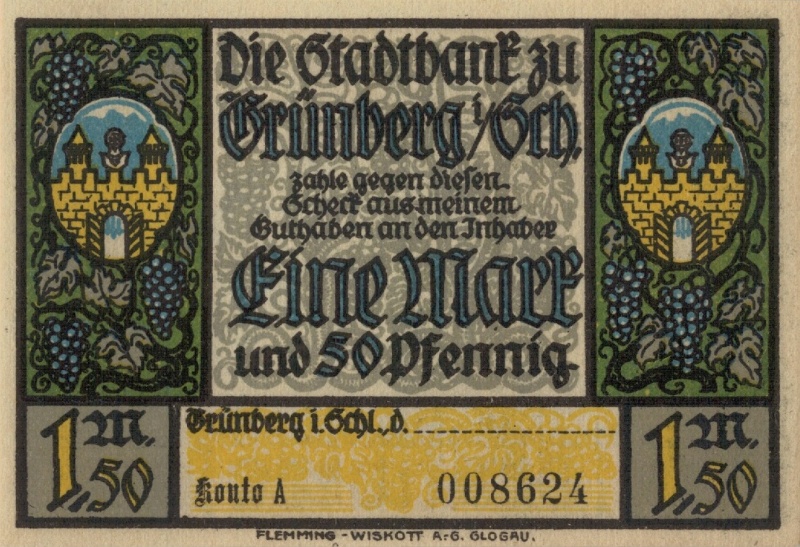 Die Stadtbank zu
Grünberg i/Sch.
zahle gegen diesen
Scheck aus meinem
Guthaben an den Inhaber
Eine Mark
und 50 Pfennig
1,50 M.
Grünberg i. Schl., d.
Konto A 008624
1,50 M.
FLEMMING-WISKOTT A.-G. GLOGAU.